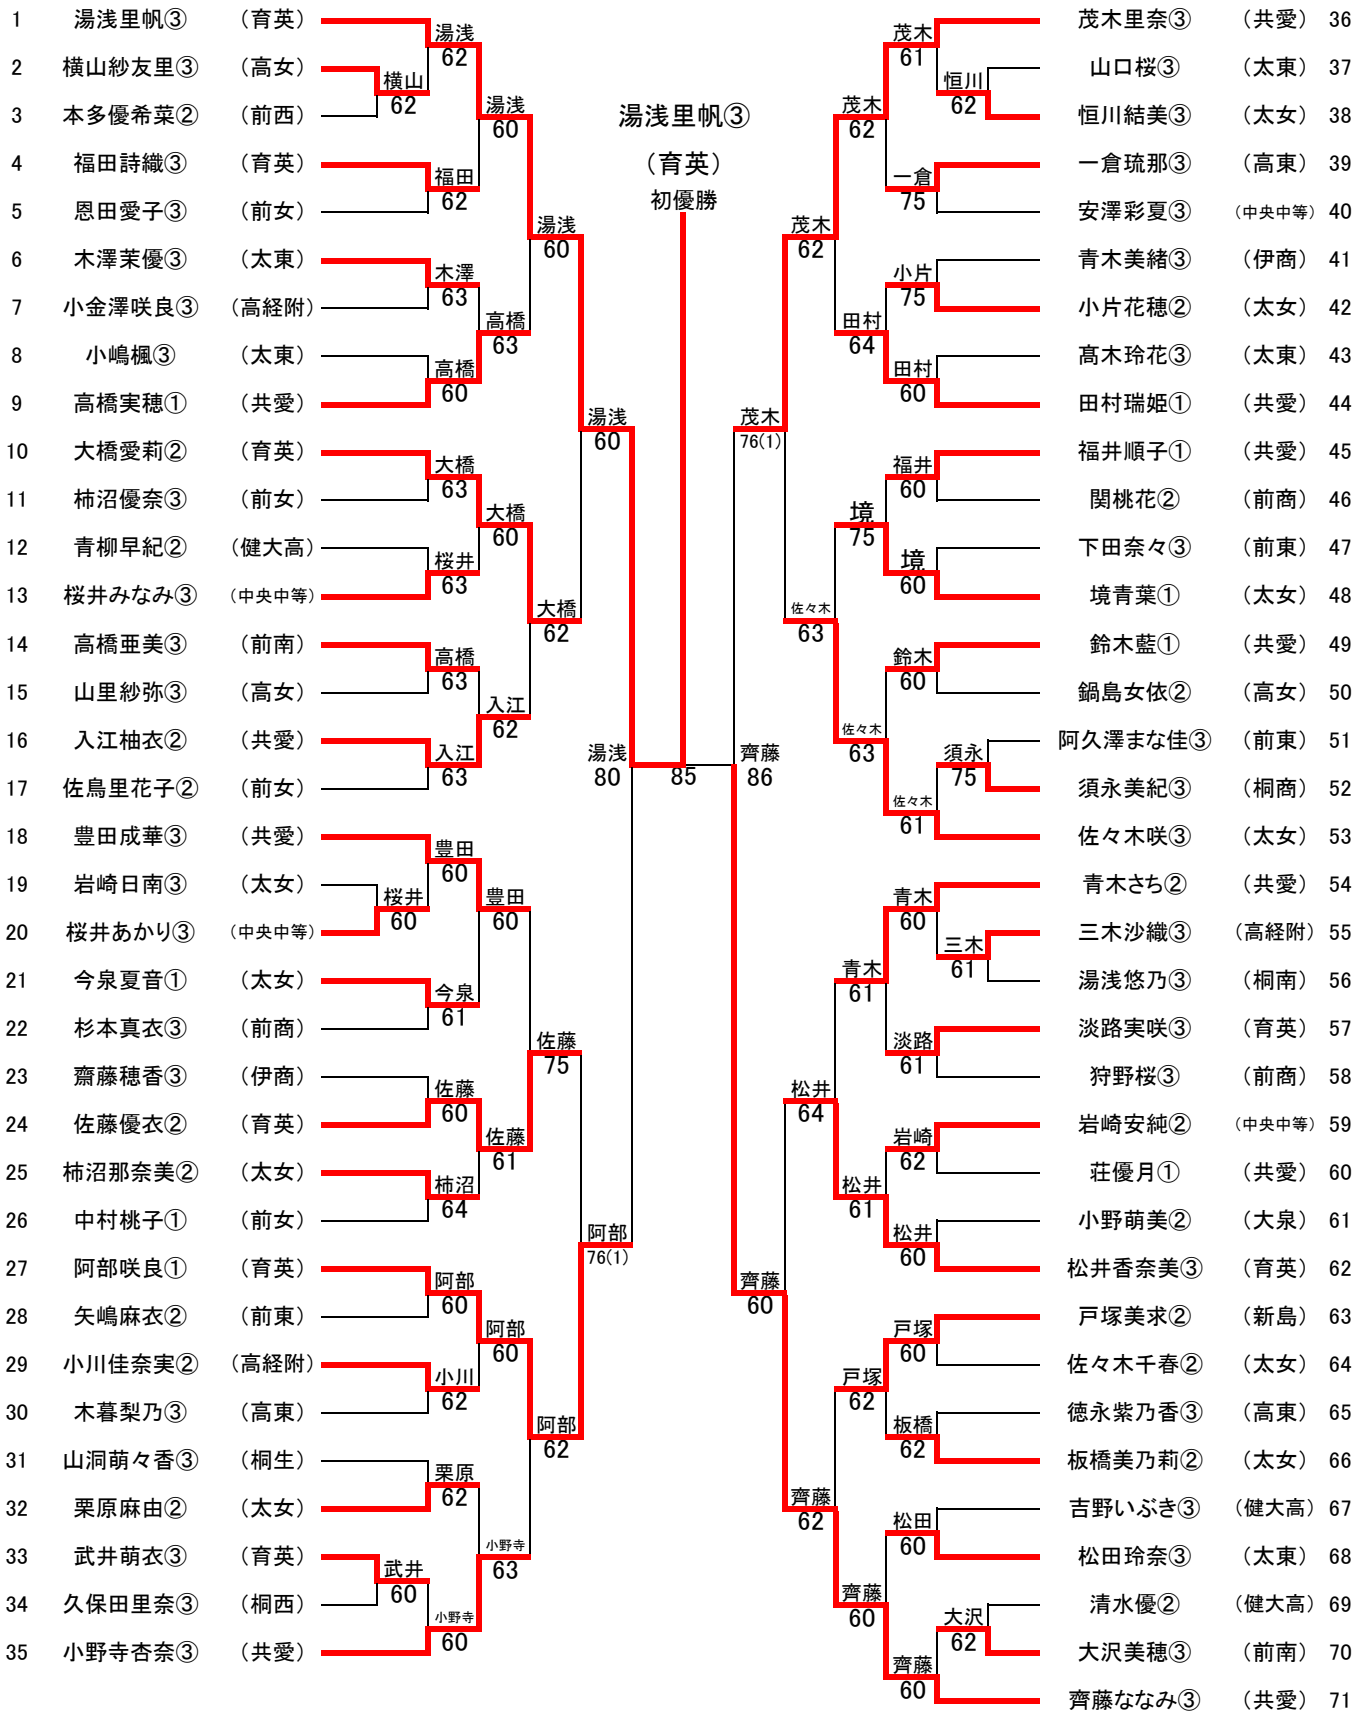 1 湯浅里帆③ （育英）
2 横山紗友里③ （高女）
3 本多優希菜② （前西）
4 福田詩織③ （育英）
5 恩田愛子③ （前女）
6 木澤茉優③ （太東）
7 小金澤咲良③ （高経附）
8 小嶋楓③ （太東）
9 高橋実穂① （共愛）
10 大橋愛莉② （育英）
11 柿沼優奈③ （前女）
12 青柳早紀② （健大高）
13 桜井みなみ③ （中央中等）
14 高橋亜美③ （前南）
15 山里紗弥③ （高女）
16 入江柚衣② （共愛）
17 佐鳥里花子② （前女）
18 豊田成華③ （共愛）
19 岩崎日南③ （太女）
20 桜井あかり③ （中央中等）
21 今泉夏音① （太女）
22 杉本真衣③ （前商）
23 齋藤穂香③ （伊商）
24 佐藤優衣② （育英）
25 柿沼那奈美② （太女）
26 中村桃子① （前女）
27 阿部咲良① （育英）
28 矢嶋麻衣② （前東）
29 小川佳奈実② （高経附）
30 木暮梨乃③ （高東）
31 山洞萌々香③ （桐生）
32 栗原麻由② （太女）
33 武井萌衣③ （育英）
34 久保田里奈③ （桐西）
35 小野寺杏奈③ （共愛）
横山
62
桜井
60
武井
60
湯浅
62
福田
62
木澤
63
高橋
60
大橋
63
桜井
63
高橋
63
入江
63
豊田
60
今泉
61
佐藤
60
柿沼
64
阿部
60
小川
62
栗原
62
小野寺
60
湯浅
60
高橋
63
大橋
60
入江
62
豊田
60
佐藤
61
阿部
60
小野寺
63
湯浅
60
大橋
62
佐藤
75
阿部
62
湯浅
60
阿部
76(1)
湯浅
80
湯浅里帆③
（育英）
初優勝
85
齊藤
86
茂木
76(1)
齊藤
60
茂木
62
佐々木
63
松井
64
齊藤
62
茂木
62
田村
64
境
75
佐々木
63
青木
61
松井
61
戸塚
62
齊藤
60
茂木
61
一倉
75
小片
75
田村
60
福井
60
境
60
鈴木
60
佐々木
61
青木
60
淡路
61
岩崎
62
松井
60
戸塚
60
板橋
62
松田
60
齊藤
60
恒川
62
須永
75
三木
61
大沢
62
茂木里奈③ （共愛） 36
山口桜③ （太東） 37
恒川結美③ （太女） 38
一倉琉那③ （高東） 39
安澤彩夏③ （中央中等） 40
青木美緒③ （伊商） 41
小片花穂② （太女） 42
髙木玲花③ （太東） 43
田村瑞姫① （共愛） 44
福井順子① （共愛） 45
関桃花② （前商） 46
下田奈々③ （前東） 47
境青葉① （太女） 48
鈴木藍① （共愛） 49
鍋島女依② （高女） 50
阿久澤まな佳③ （前東） 51
須永美紀③ （桐商） 52
佐々木咲③ （太女） 53
青木さち② （共愛） 54
三木沙織③ （高経附） 55
湯浅悠乃③ （桐南） 56
淡路実咲③ （育英） 57
狩野桜③ （前商） 58
岩崎安純② （中央中等） 59
荘優月① （共愛） 60
小野萌美② （大泉） 61
松井香奈美③ （育英） 62
戸塚美求② （新島） 63
佐々木千春② （太女） 64
徳永紫乃香③ （高東） 65
板橋美乃莉② （太女） 66
吉野いぶき③ （健大高） 67
松田玲奈③ （太東） 68
清水優② （健大高） 69
大沢美穂③ （前南） 70
齊藤ななみ③ （共愛） 71